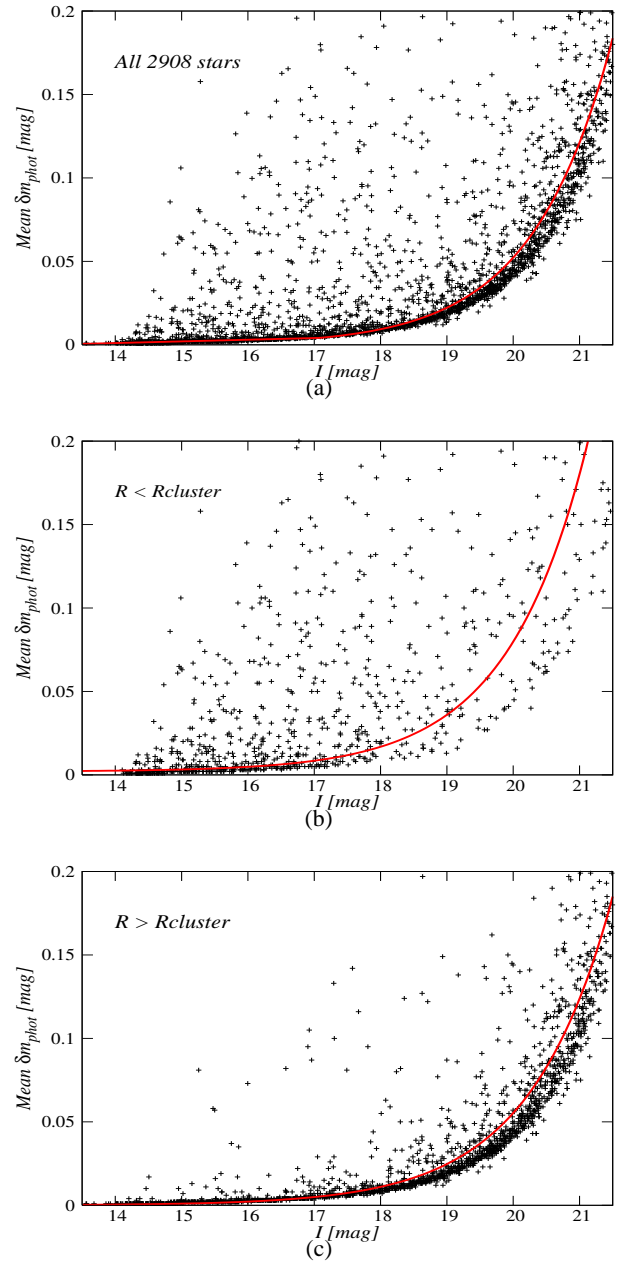 0.2
All 2908 stars
0.15
0.1
0.05
0
Mean δm_phot [mag]
14 15 16 17 18 19 20 21
I [mag]
(a)
0.2
R < Rcluster
0.15
0.1
0.05
0
Mean δm_phot [mag]
14 15 16 17 18 19 20 21
I [mag]
(b)
0.2
R > Rcluster
0.15
0.1
0.05
0
Mean δm_phot [mag]
14 15 16 17 18 19 20 21
I [mag]
(c)